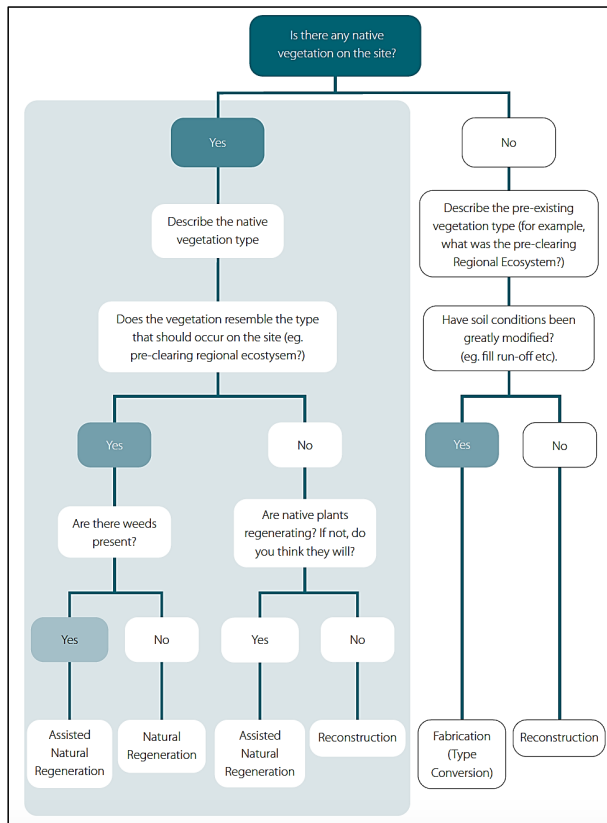 Is there any native
vegetation on the site?
Yes
No
Describe the native
vegetation type
Describe the pre-existing
vegetation type (for example,
what was the pre-clearing
Regional Ecosystem?)
Does the vegetation resemble the type
that should occur on the site (eg.
pre-clearing regional ecostysem?)
Have soil conditions been
greatly modified?
(eg. fill run-off etc).
Yes
No
Yes
No
Are there weeds
present?
Are native plants
regenerating? If not, do
you think they will?
Yes
No
Yes
No
Assisted
Natural
Regeneration
Natural
Regeneration
Assisted
Natural
Regeneration
Reconstruction
Fabrication
(Type
Conversion)
Reconstruction